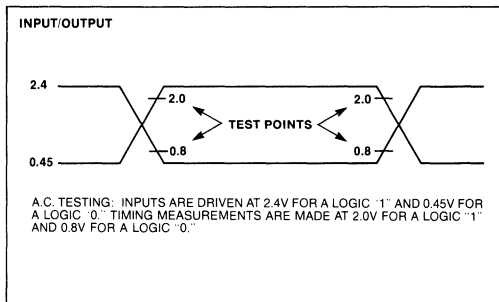 INPUT/OUTPUT
2.4
2.0
2.0
TEST POINTS
0.8
0.8
0.45
A.C. TESTING: INPUTS ARE DRIVEN AT 2.4V FOR A LOGIC "1" AND 0.45V FOR
A LOGIC "0." TIMING MEASUREMENTS ARE MADE AT 2.0V FOR A LOGIC "1"
AND 0.8V FOR A LOGIC "0."